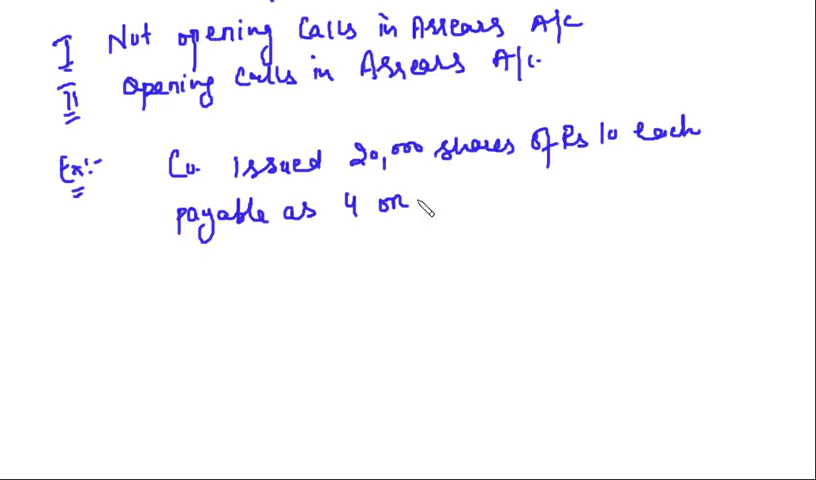 I Not opening Calls in Arrears A/c
II Opening Calls in Arrears A/c.
Ex:- Co. issued 20,000 shares of Rs 10 each
payable as 4 on